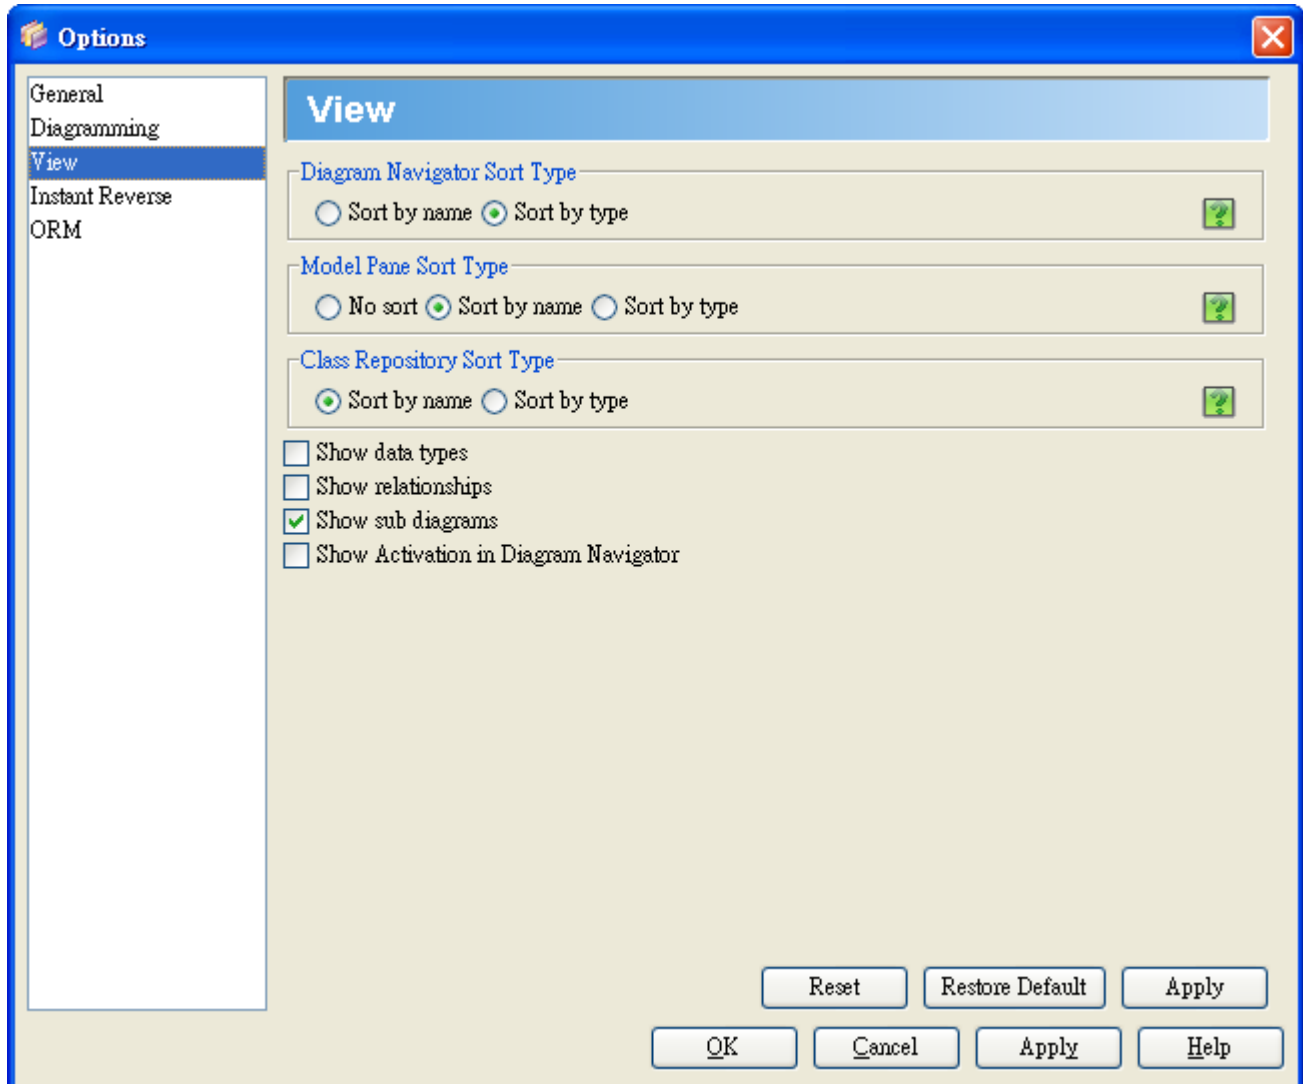 Options
General
Diagramming
View
Instant Reverse
ORM
View
Diagram Navigator Sort Type
Sort by name Sort by type
Model Pane Sort Type
No sort Sort by name Sort by type
Class Repository Sort Type
Sort by name Sort by type
Show data types
Show relationships
Show sub diagrams
Show Activation in Diagram Navigator
Reset Restore Default Apply
OK Cancel Apply Help